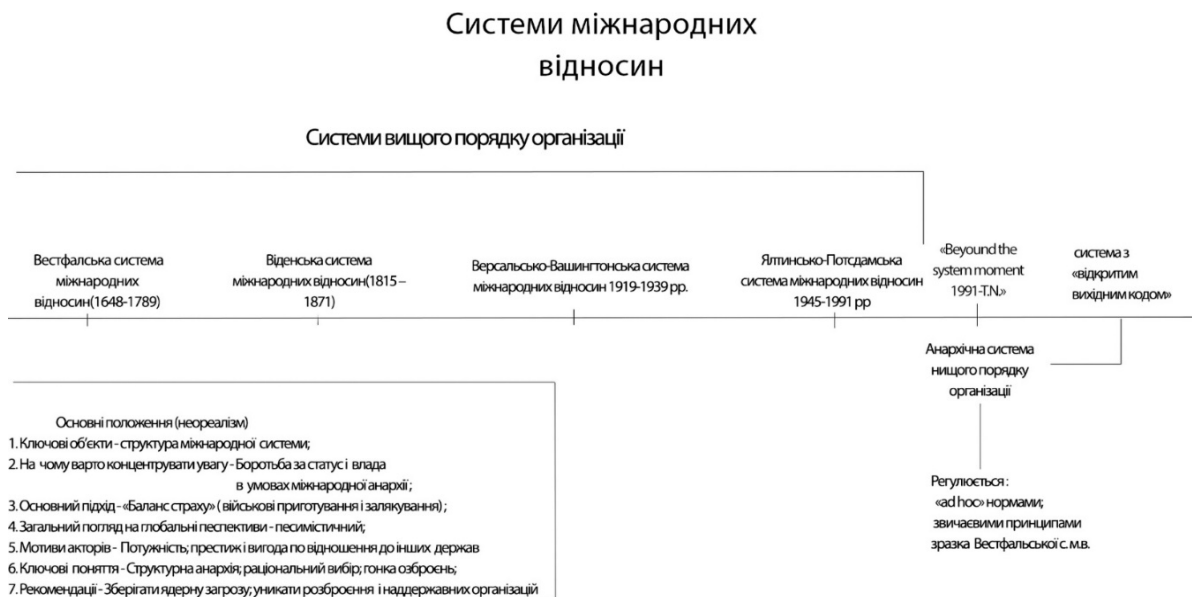 Системи міжнародних
відносин
Системи вищого порядку організації
Вестфалська система
міжнародних
відносин(1648-1789)
Віденська система
міжнародних відносин(1815 –
1871)
Версальсько-Вашингтонська система
міжнародних відносин 1919-1939 рр.
Ялтинсько-Потсдамська
система міжнародних відносин
1945-1991 рр
«Beyound the
system moment
1991-T.N.»
система з
«відкритим
вихідним кодом»
Анархічна система
нищого порядку
організації
Регулюється :
«ad hoc» нормами;
звичаєвими принципами
зразка Вестфальської с. м.в.
Основні положення (неореалізм)
1. Ключові об'єкти - структура міжнародної системи;
2. На чому варто концентрувати увагу - Боротьба за статус і влада
в умовах міжнародної анархії ;
3. Основний підхід - «Баланс страху» ( військові приготування і залякування) ;
4. Загальний погляд на глобальні песпективи - песимістичний;
5. Мотиви акторів - Потужність; престиж і вигода по відношення до інших держав
6. Ключові поняття - Структурна анархія; раціональний вибір; гонка озброєнь;
7. Рекомендації - Зберігати ядерну загрозу; уникати розброєння і наддержавних організацій